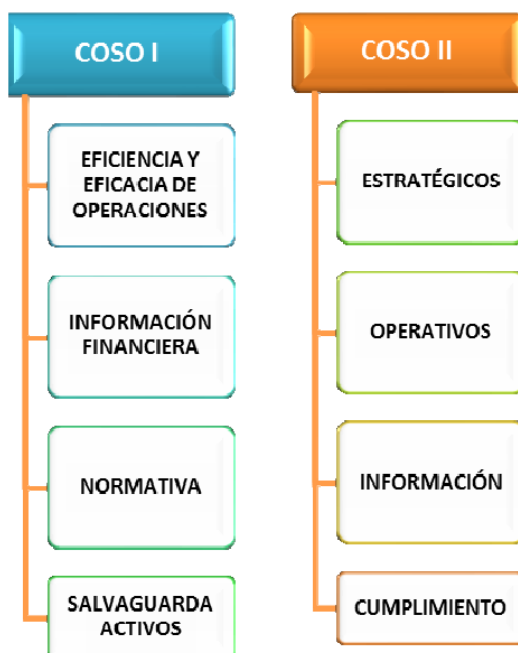 COSO I
EFICIENCIA Y
EFICACIA DE
OPERACIONES
INFORMACIÓN
FINANCIERA
NORMATIVA
SALVAGUARDA
ACTIVOS
COSO II
ESTRATÉGICOS
OPERATIVOS
INFORMACIÓN
CUMPLIMIENTO